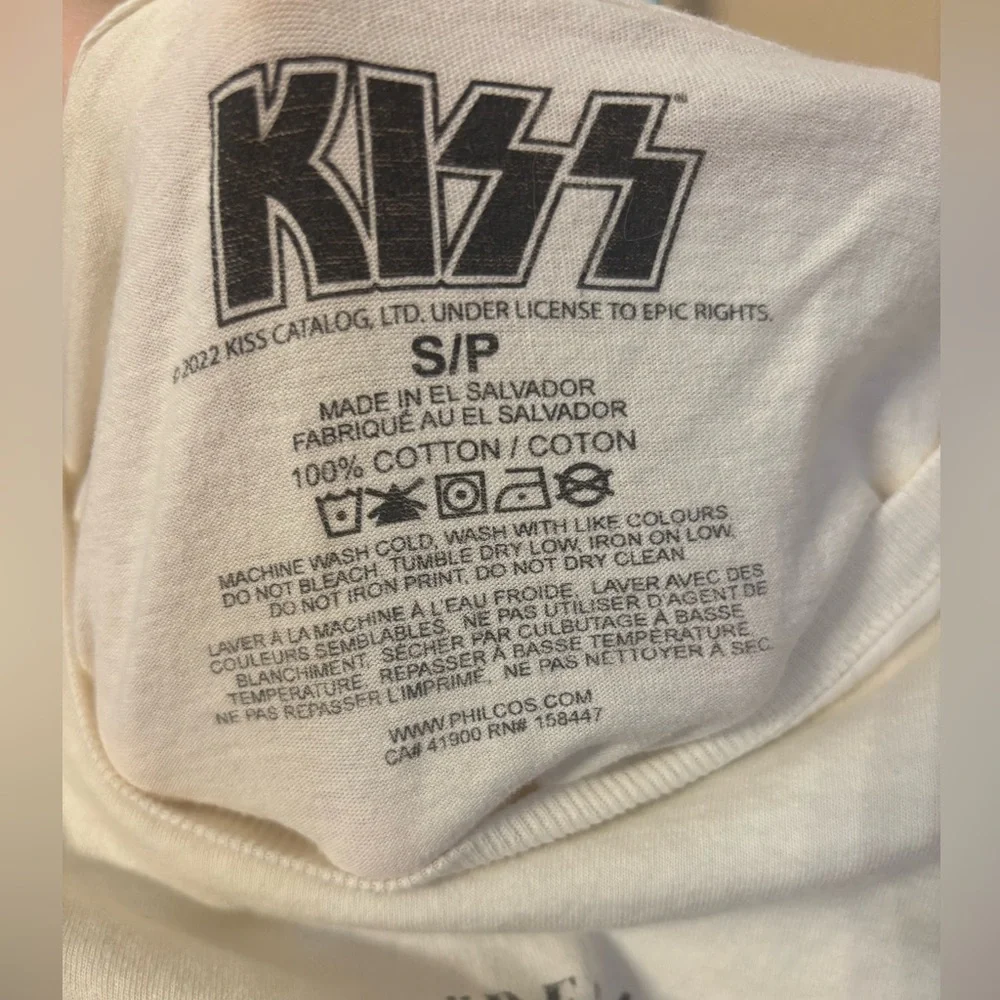 KISS™
©2022 KISS CATALOG, LTD. UNDER LICENSE TO EPIC RIGHTS.
S/P
MADE IN EL SALVADOR
FABRIQUÉ AU EL SALVADOR
100% COTTON / COTON
MACHINE WASH COLD, WASH WITH LIKE COLOURS
DO NOT BLEACH, TUMBLE DRY LOW, IRON ON LOW,
DO NOT IRON PRINT, DO NOT DRY CLEAN
LAVER À LA MACHINE À L'EAU FROIDE, LAVER AVEC DES
COULEURS SEMBLABLES, NE PAS UTILISER D'AGENT DE
BLANCHIMENT, SÉCHER PAR CULBUTAGE À BASSE
TEMPÉRATURE, REPASSER À BASSE TEMPÉRATURE
NE PAS REPASSER L'IMPRIMÉ, NE PAS NETTOYER À SEC.
WWW.PHILCOS.COM
CA# 41900 RN# 158447